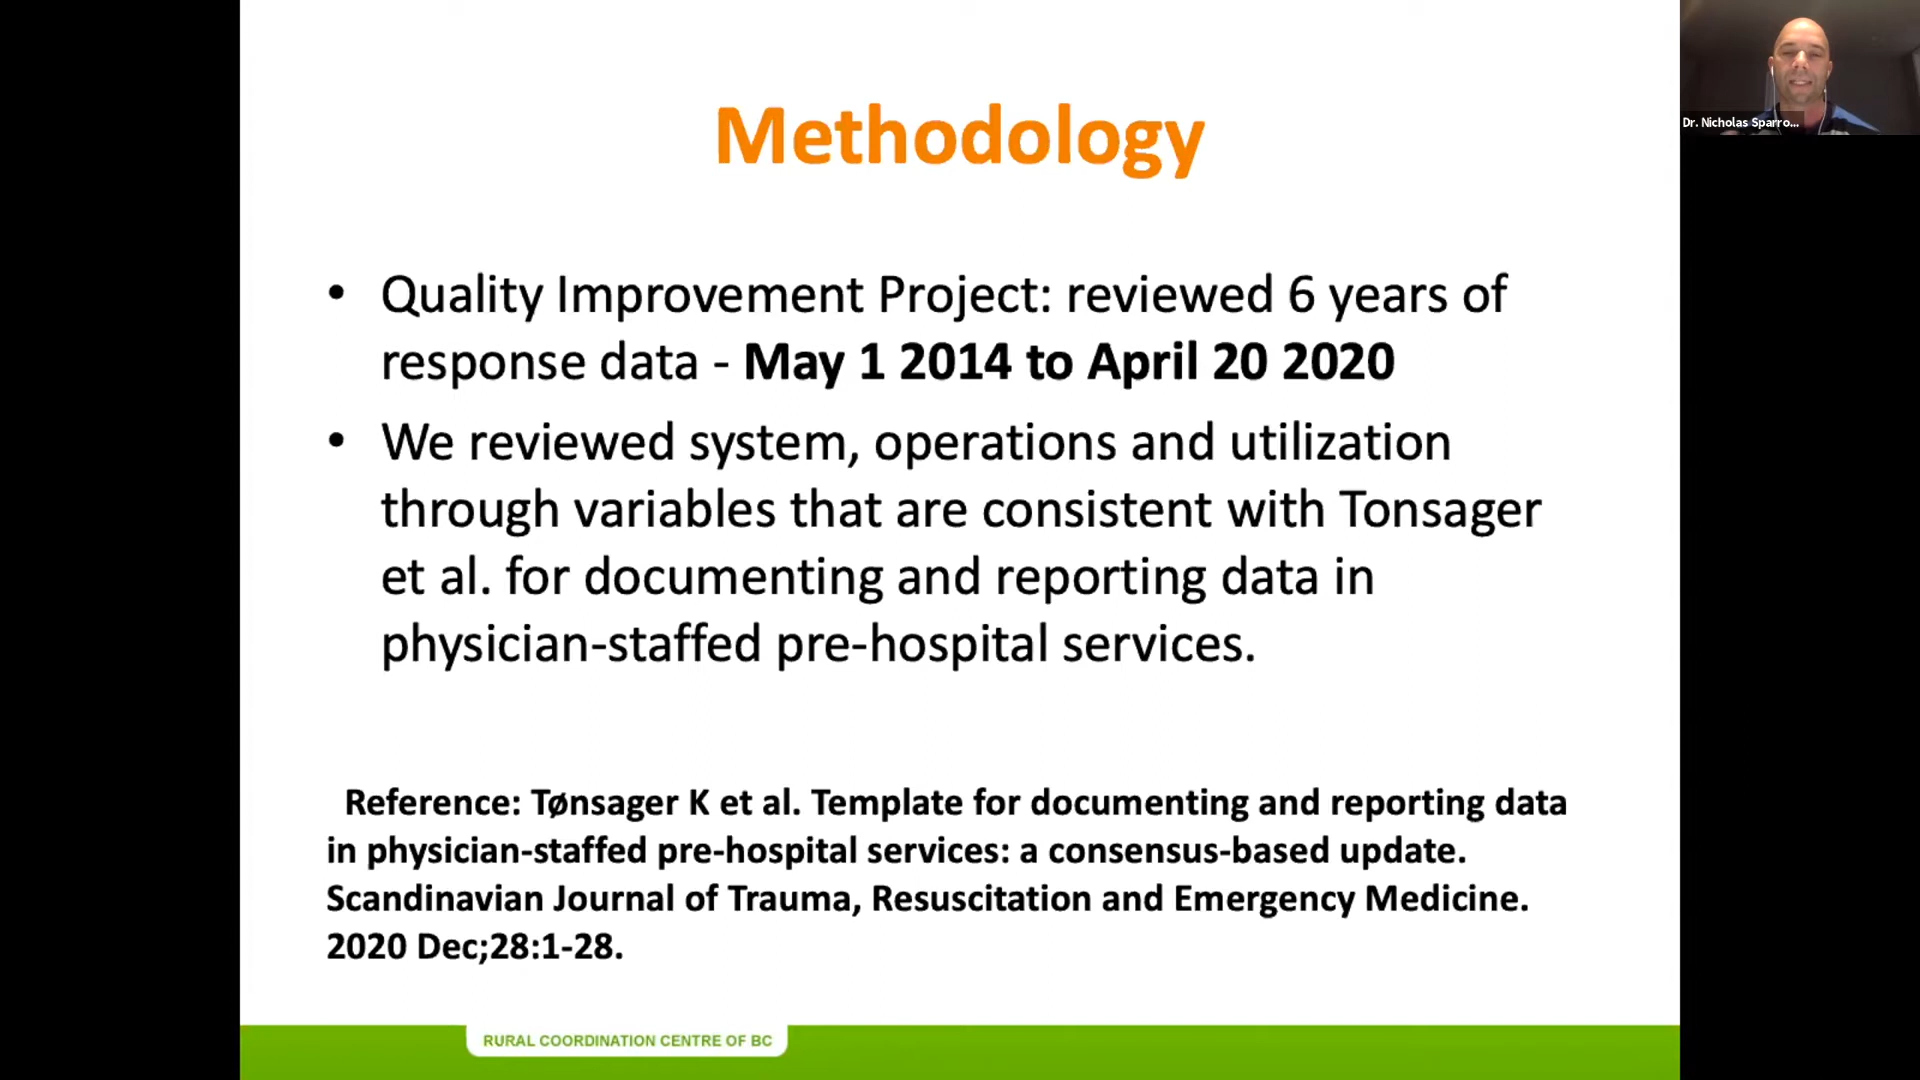 Methodology
Dr. Nicholas Sparro...
• Quality Improvement Project: reviewed 6 years of
response data - May 1 2014 to April 20 2020
• We reviewed system, operations and utilization
through variables that are consistent with Tonsager
et al. for documenting and reporting data in
physician-staffed pre-hospital services.
Reference: Tønsager K et al. Template for documenting and reporting data
in physician-staffed pre-hospital services: a consensus-based update.
Scandinavian Journal of Trauma, Resuscitation and Emergency Medicine.
2020 Dec;28:1-28.
RURAL COORDINATION CENTRE OF BC